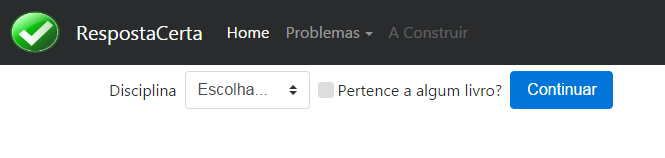 RespostaCerta Home Problemas A Construir
Disciplina Escolha... Pertence a algum livro? Continuar